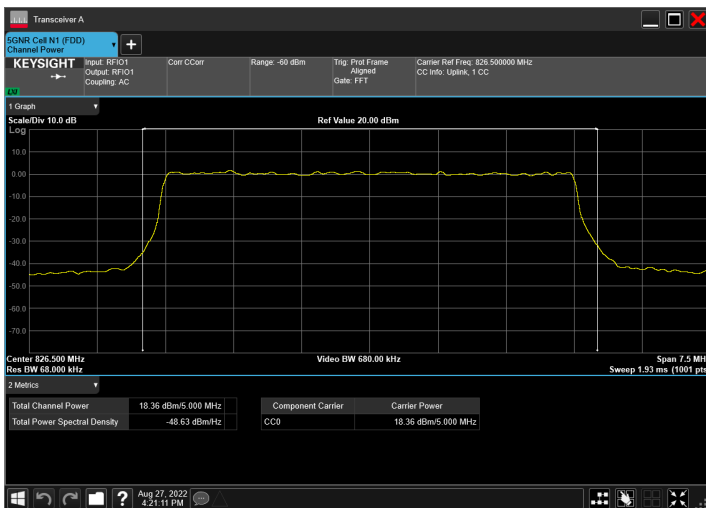 Transceiver A
5GNR Cell N1 (FDD)
Channel Power
KEYSIGHT
LXI
Input: RFIO1
Output: RFIO1
Coupling: AC
Corr CCorr
Range: -60 dBm
Trig: Prot Frame
Aligned
Gate: FFT
Carrier Ref Freq: 826.500000 MHz
CC Info: Uplink, 1 CC
1 Graph
Scale/Div 10.0 dB
Ref Value 20.00 dBm
Log
10.0
0.00
-10.0
-20.0
-30.0
-40.0
-50.0
-60.0
-70.0
Center 826.500 MHz
Video BW 680.00 kHz
Span 7.5 MH
Res BW 68.000 kHz
Sweep 1.93 ms (1001 pts
2 Metrics
Total Channel Power 18.36 dBm/5.000 MHz
Total Power Spectral Density -48.63 dBm/Hz
Component Carrier Carrier Power
CC0 18.36 dBm/5.000 MHz
?
Aug 27, 2022
4:21:11 PM